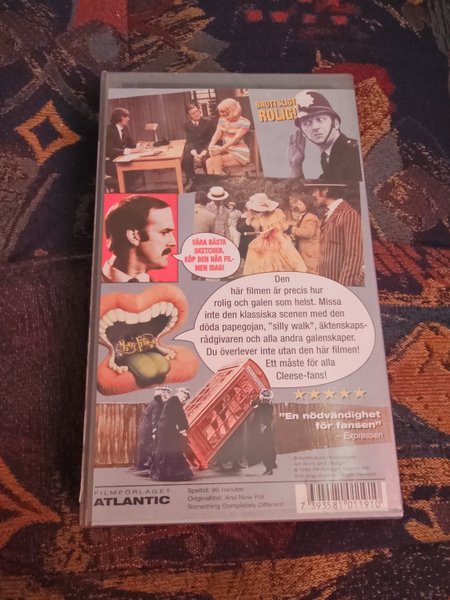 BROTTSLIGT
ROLIG!
VÅRA BÄSTA
SKETCHER.
KÖP DEN HÄR FIL-
MEN MAG!
Den
här filmen är precis hur
rolig och galen som helst. Missa
inte den klassiska scenen med den
döda papegojan, "silly walk", äktenskaps-
rådgivaren och alla andra galenskaper.
Du överlever inte utan den här filmen!
Ett måste för alla
Cleese-fans!
"En nödvändighet
för fansen"
– Expressen
FILMFÖRLAGET
ATLANTIC
Speltid: 90 minuter
Originaltitel: And Now For
Something Completely Different
7 393581 011910